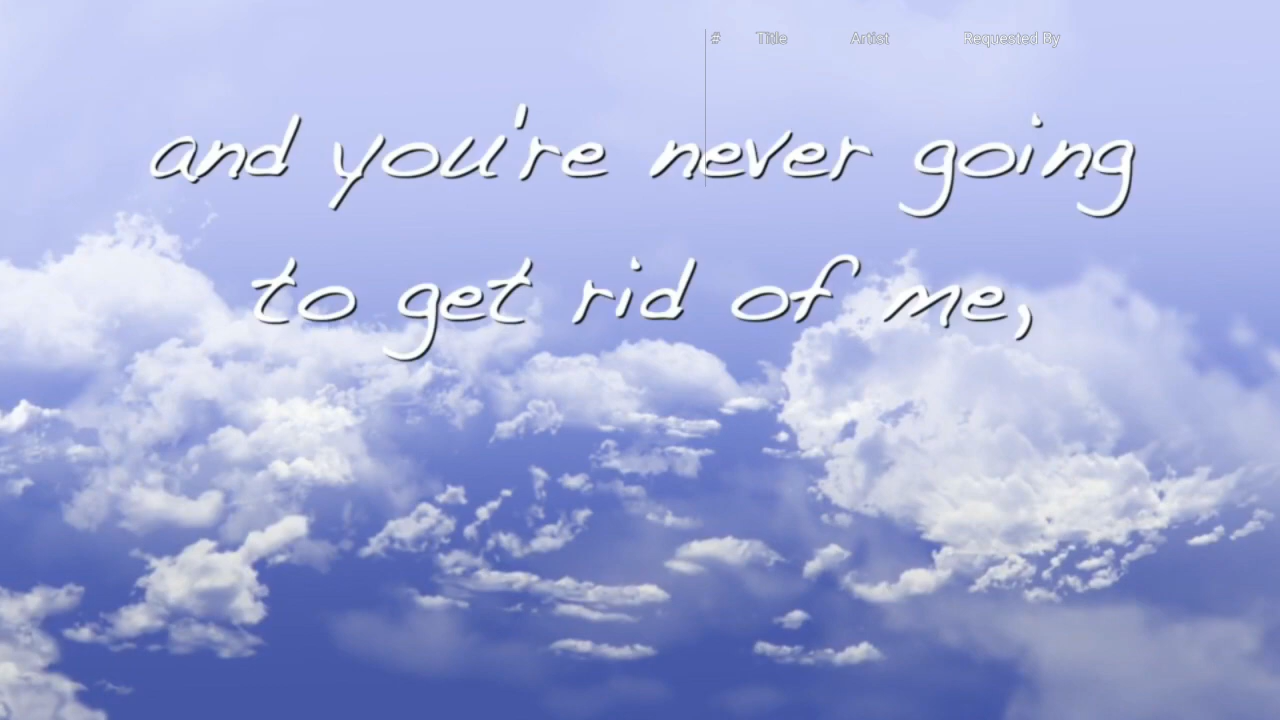 # Title Artist Requested By
and you're never going
to get rid of me,